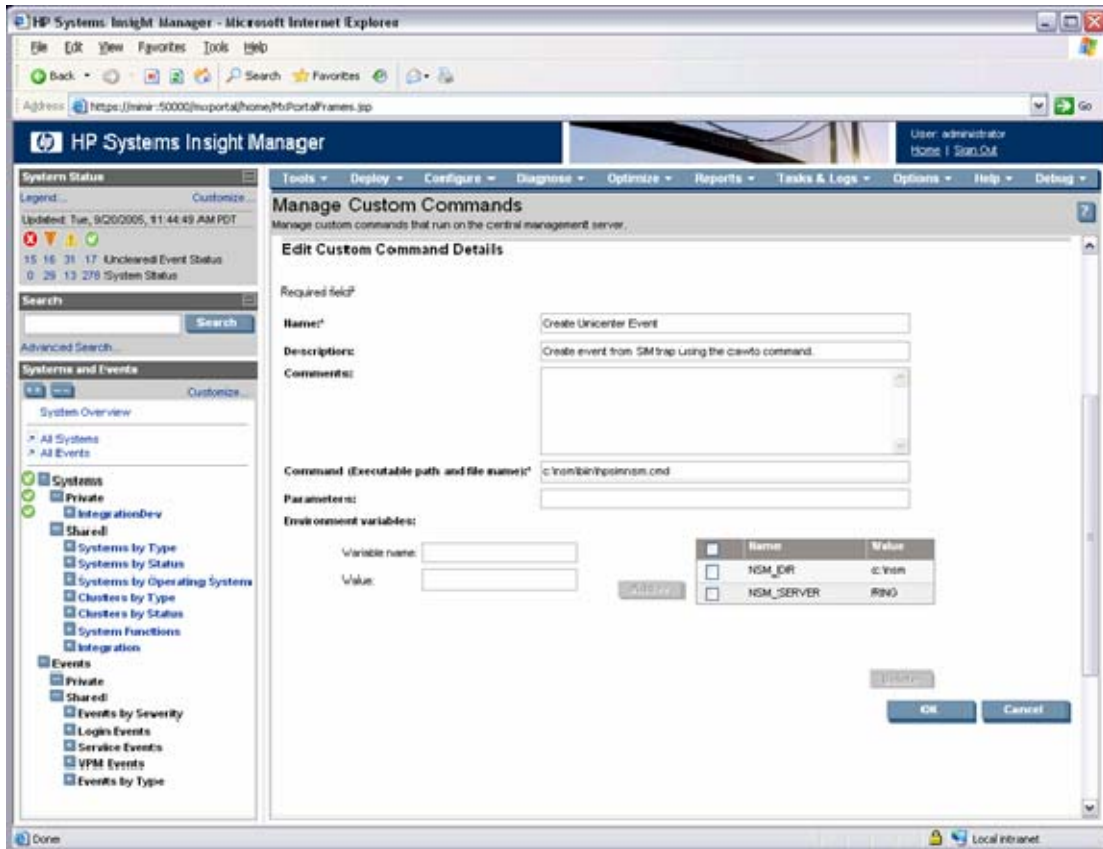 HP Systems Insight Manager - Microsoft Internet Explorer
File Edit View Favorites Tools Help
Back Search Favorites
Address https://mimir:50000/mxportal/home/MxPortalFrames.jsp Go
HP Systems Insight Manager
User: administrator
Home | Sign Out
System Status
Legend... Customize...
Updated: Tue, 9/20/2005, 11:44:49 AM PDT
15 16 31 17 Uncleared Event Status
0 29 13 278 System Status
Search
Search
Advanced Search...
Systems and Events
Customize...
System Overview
All Systems
All Events
Systems
Private
IntegrationDev
Shared
Systems by Type
Systems by Status
Systems by Operating System
Clusters by Type
Clusters by Status
System Functions
Integration
Events
Private
Shared
Events by Severity
Login Events
Service Events
VPM Events
Events by Type
Tools Deploy Configure Diagnose Optimize Reports Tasks & Logs Options Help Debug
Manage Custom Commands
Manage custom commands that run on the central management server.
?
Edit Custom Command Details
Required field*
Name:* Create Unicenter Event
Description: Create event from SIM trap using the cawto command.
Comments:
Command (Executable path and file name):* c:\nsm\bin\hpsimnsm.cmd
Parameters:
Environment variables:
Variable name:
Value:
Name Value
NSM_DIR c:\nsm
NSM_SERVER IRING
Delete
OK Cancel
Done Local intranet